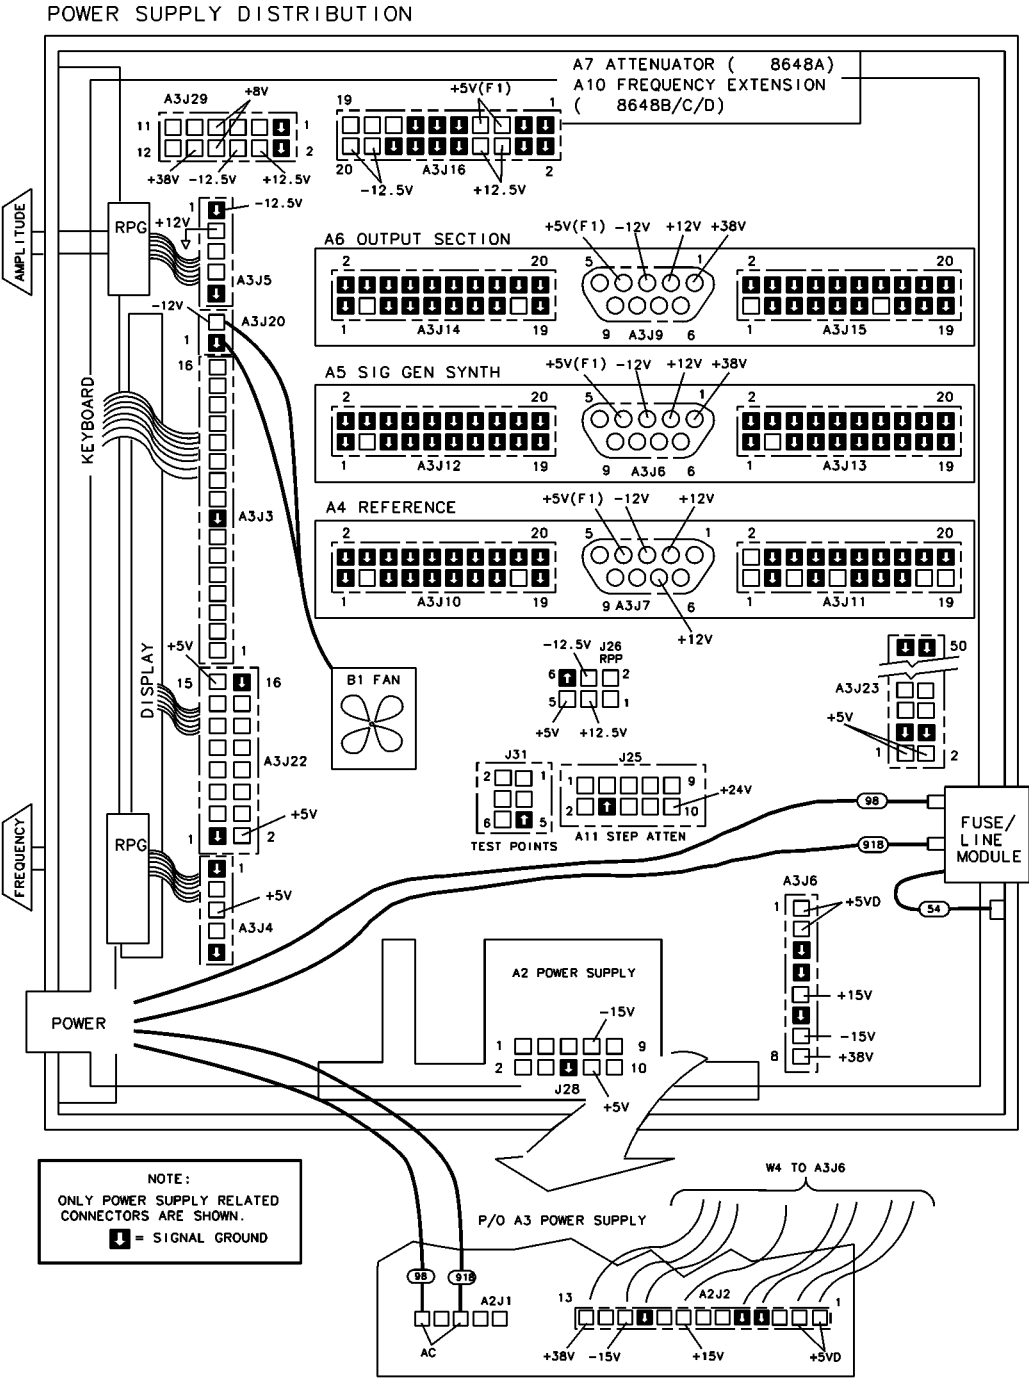 POWER SUPPLY DISTRIBUTION
A7 ATTENUATOR ( 8648A)
A10 FREQUENCY EXTENSION
( 8648B/C/D)
A3J29
+8V
11
1
12
2
+38V -12.5V +12.5V
19
+5V(F1)
1
20
A3J16
2
-12.5V
+12.5V
AMPLITUDE
RPG
1
-12.5V
+12V
A3J5
-12V
A3J20
1
16
KEYBOARD
A3J3
1
A6 OUTPUT SECTION
+5V(F1) -12V +12V +38V
2
20
5
1
2
20
1
A3J14
19
9
A3J9
6
1
A3J15
19
A5 SIG GEN SYNTH
+5V(F1) -12V +12V +38V
2
20
5
1
2
20
1
A3J12
19
9
A3J6
6
1
A3J13
19
A4 REFERENCE
+5V(F1) -12V +12V
2
20
5
1
2
20
1
A3J10
19
9
A3J7
6
1
A3J11
19
+12V
DISPLAY
+5V
15
16
A3J22
+5V
1
2
B1 FAN
-12.5V
J26
RPP
6
2
5
1
+5V
+12.5V
50
A3J23
+5V
1
2
J31
2
1
6
5
TEST POINTS
J25
1
9
2
10
+24V
A11 STEP ATTEN
98
918
54
FUSE/
LINE
MODULE
FREQUENCY
RPG
1
+5V
A3J4
A3J6
1
+5VD
+15V
-15V
8
+38V
POWER
A2 POWER SUPPLY
-15V
1
9
2
10
J28
+5V
NOTE:
ONLY POWER SUPPLY RELATED
CONNECTORS ARE SHOWN.
= SIGNAL GROUND
W4 TO A3J6
P/O A3 POWER SUPPLY
98
918
A2J1
AC
13
A2J2
1
+38V
-15V
+15V
+5VD